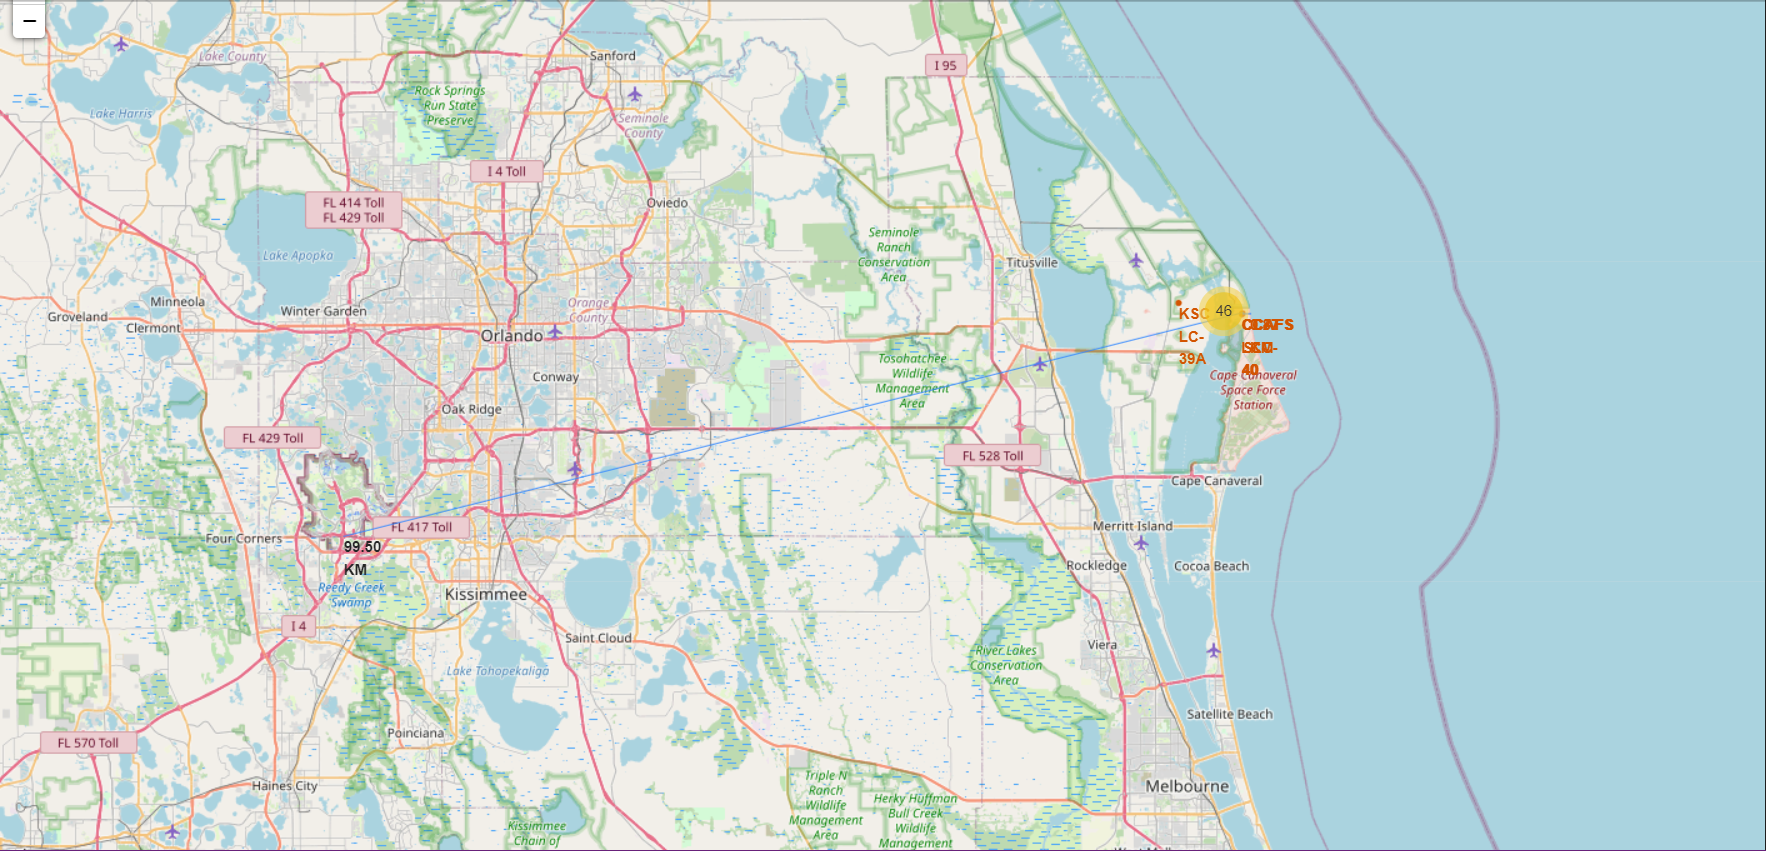 −
Sanford
Lake County
I 95
Rock Springs
Run State
Preserve
Lake Harris
Seminole
County
I 4 Toll
FL 414 Toll
FL 429 Toll
Oviedo
Seminole
Ranch
Conservation
Area
Lake Apopka
Titusville
Minneola
Winter Garden
Orange
County
Groveland
Clermont
Orlando
KSC
LC-
39A
46
40
Tosohatchee
Wildlife
Management
Area
Cape Canaveral
Space Force
Station
Conway
Oak Ridge
FL 429 Toll
FL 528 Toll
Cape Canaveral
FL 417 Toll
Merritt Island
Four Corners
99.50
KM
Reedy Creek
Swamp
Rockledge
Cocoa Beach
Kissimmee
I 4
Saint Cloud
Viera
Lake Tohopekaliga
River Lakes
Conservation
Area
Satellite Beach
Poinciana
FL 570 Toll
Haines City
Melbourne
Triple N
Ranch
Wildlife
Management
Area
Herky Huffman
Bull Creek
Wildlife
Management
Kissimmee
Chain of